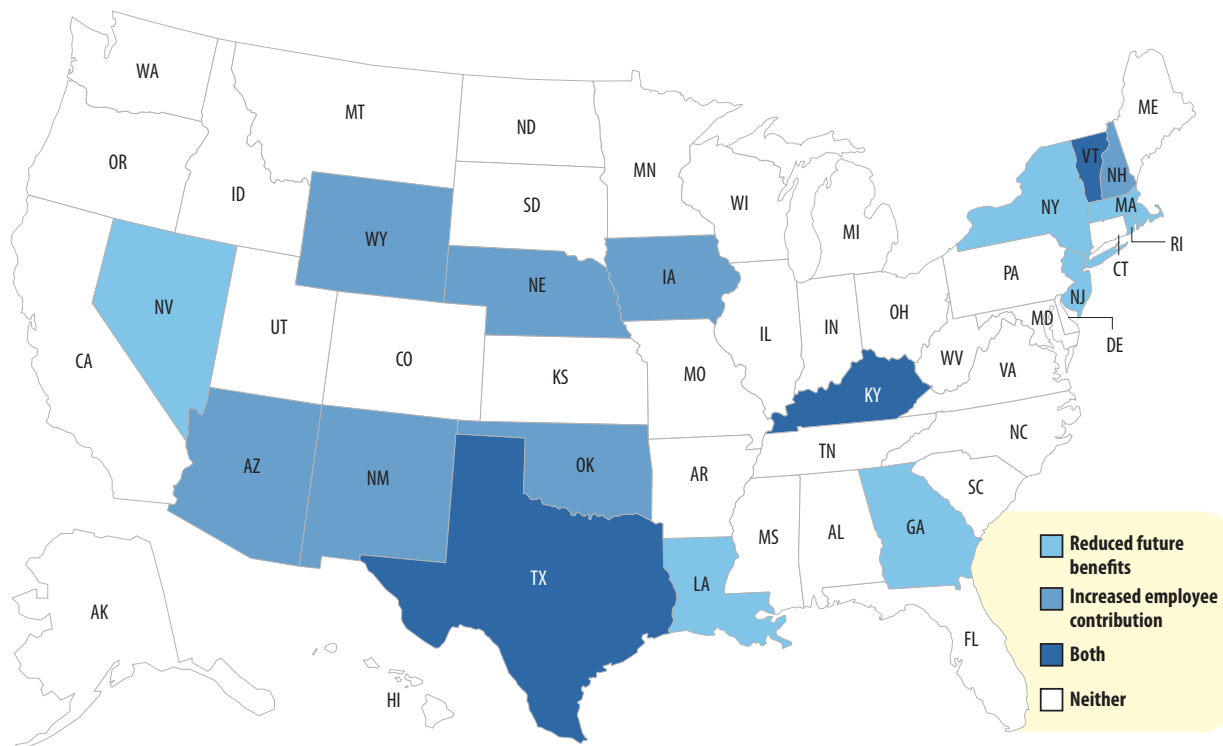 WA
MT
ND
ME
OR
ID
MN
SD
WI
VT
NH
NY
MA
MI
RI
WY
CT
PA
NE
IA
NJ
NV
UT
OH
MD
IL
IN
DE
CA
CO
WV
VA
KS
MO
KY
NC
TN
AZ
NM
OK
AR
SC
MS
AL
GA
TX
LA
AK
HI
FL
Reduced future
benefits
Increased employee
contribution
Both
Neither